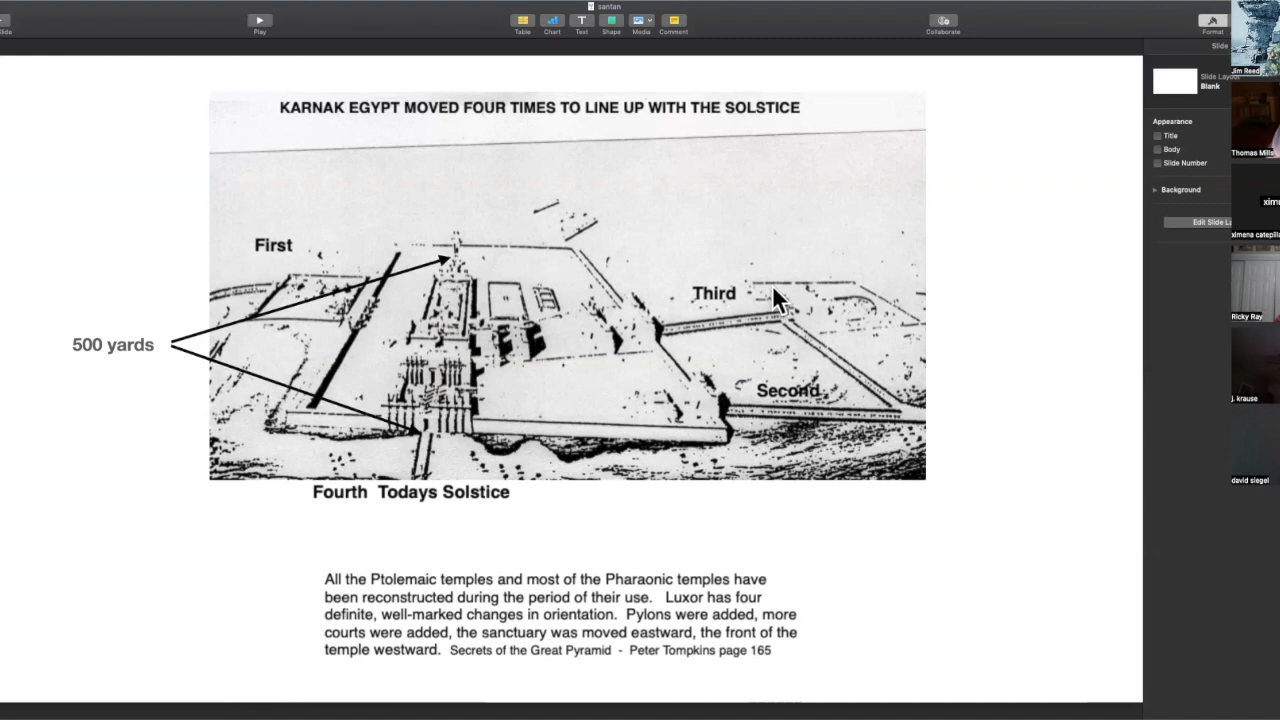 santan
Slide
Play
Table
Chart
Text
Shape
Media
Comment
Collaborate
Format
Slide
Slide
Blank
Appearance
Title
Body
Slide Number
Background
Edit Slide
KARNAK EGYPT MOVED FOUR TIMES TO LINE UP WITH THE SOLSTICE
First
Third
500 yards
Second
Fourth Todays Solstice
All the Ptolemaic temples and most of the Pharaonic temples have
been reconstructed during the period of their use. Luxor has four
definite, well-marked changes in orientation. Pylons were added, more
courts were added, the sanctuary was moved eastward, the front of the
temple westward. Secrets of the Great Pyramid - Peter Tompkins page 165
Jim Reed
Thomas Mills
ximena
Ricky Ray
j. krause
david siegel